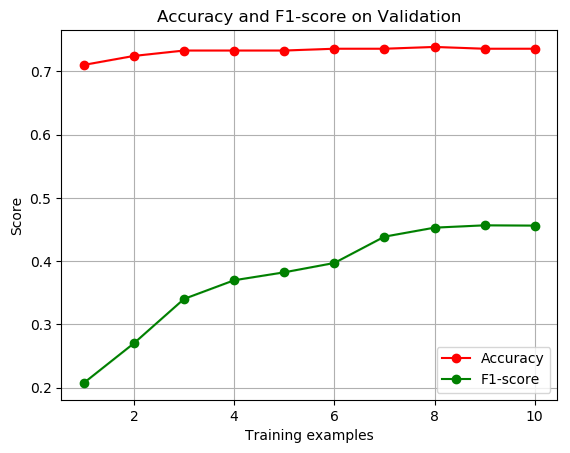 Accuracy and F1-score on Validation
Score
0.7
0.6
0.5
0.4
0.3
0.2
Accuracy
F1-score
2 4 6 8 10
Training examples